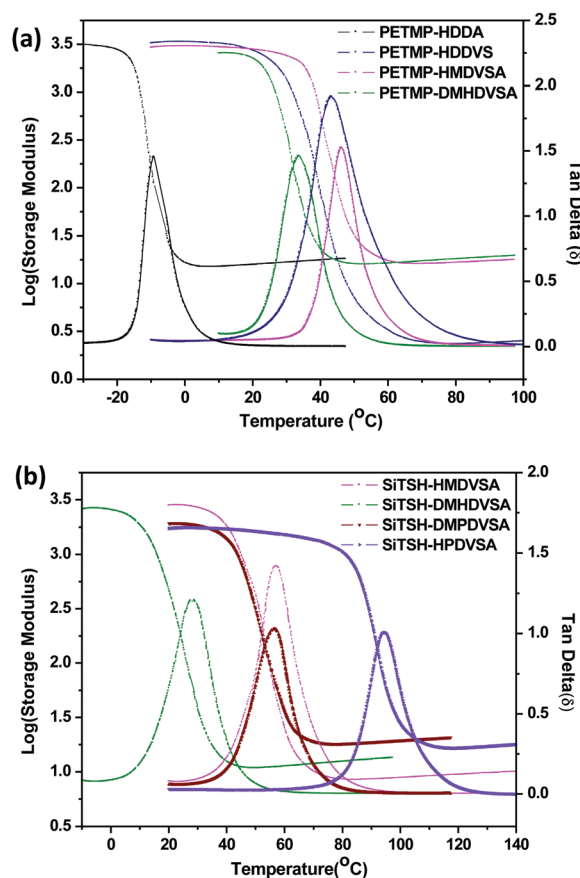 (a)
PETMP-HDDA
PETMP-HDDVS
PETMP-HMDVSA
PETMP-DMHDVSA
Log(Storage Modulus)
3.5
3.0
2.5
2.0
1.5
1.0
0.5
0.0
2.5
2.0
1.5
1.0
0.5
0.0
Tan Delta (δ)
-20 0 20 40 60 80 100
Temperature (OC)
(b)
SiTSH-HMDVSA
SiTSH-DMHDVSA
SiTSH-DMPDVSA
SiTSH-HPDVSA
Log(Storage Modulus)
3.5
3.0
2.5
2.0
1.5
1.0
0.5
2.0
1.5
1.0
0.5
0.0
Tan Delta(δ)
0 20 40 60 80 100 120 140
Temperature(OC)